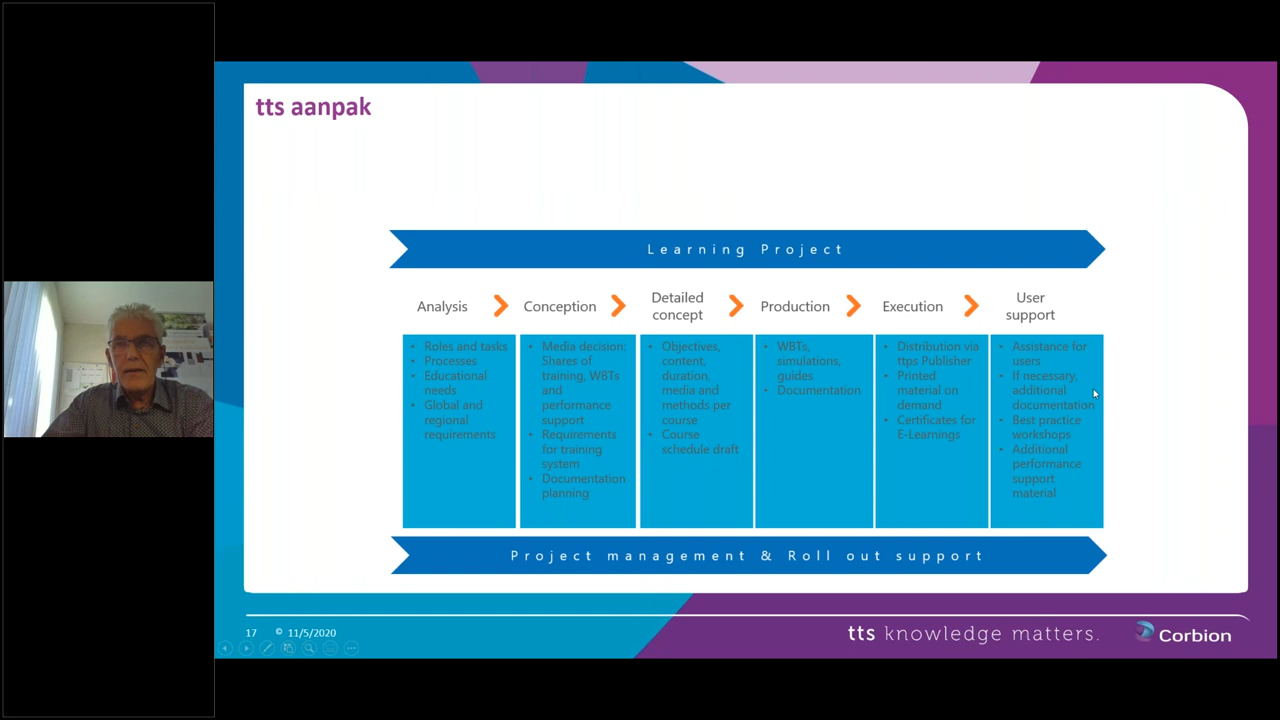 tts aanpak
Learning Project
Analysis
Conception
Detailed
concept
Production
Execution
User
support
• Roles and tasks
• Processes
• Educational
needs
• Global and
regional
requirements
• Media decision:
Shares of
training, WBTs
and
performance
support
• Requirements
for training
system
• Documentation
planning
• Objectives,
content,
duration,
media and
methods per
course
• Course
schedule draft
• WBTs,
simulations,
guides
• Documentation
• Distribution via
ttps Publisher
• Printed
material on
demand
• Certificates for
E-Learnings
• Assistance for
users
• If necessary,
additional
documentation
• Best practice
workshops
• Additional
performance
support
material
Project management & Roll out support
17 © 11/5/2020
tts knowledge matters.
Corbion